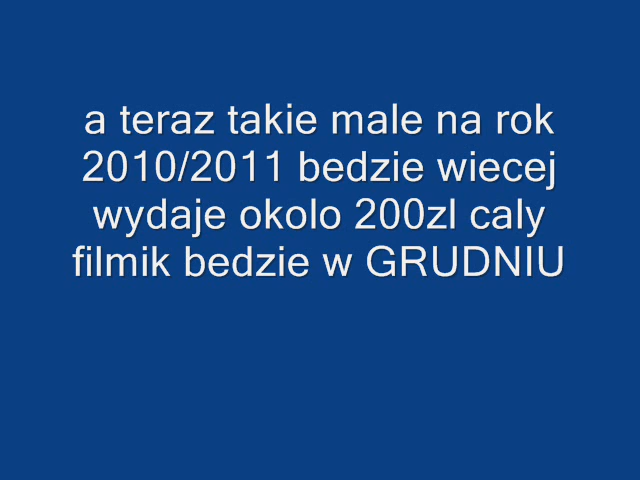 a teraz takie male na rok
2010/2011 bedzie wiecej
wydaje okolo 200zl caly
filmik bedzie w GRUDNIU